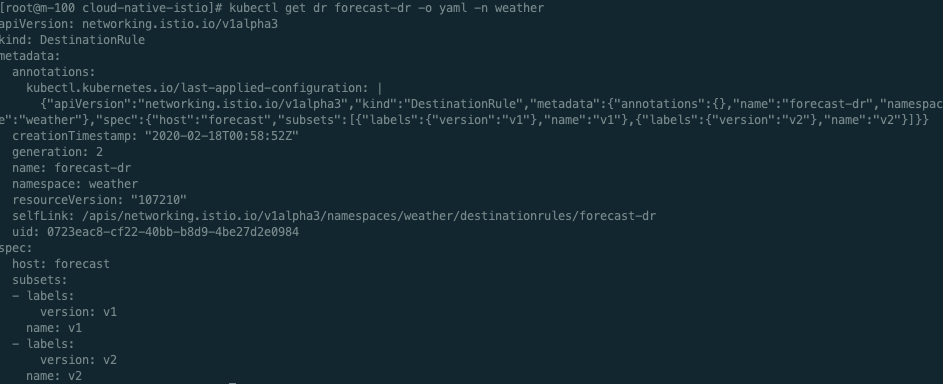 [root@m-100 cloud-native-istio]# kubectl get dr forecast-dr -o yaml -n weather
apiVersion: networking.istio.io/v1alpha3
kind: DestinationRule
metadata:
  annotations:
    kubectl.kubernetes.io/last-applied-configuration: |
      {"apiVersion":"networking.istio.io/v1alpha3","kind":"DestinationRule","metadata":{"annotations":{},"name":"forecast-dr","namespac
e":"weather"},"spec":{"host":"forecast","subsets":[{"labels":{"version":"v1"},"name":"v1"},{"labels":{"version":"v2"},"name":"v2"}]}}
  creationTimestamp: "2020-02-18T00:58:52Z"
  generation: 2
  name: forecast-dr
  namespace: weather
  resourceVersion: "107210"
  selfLink: /apis/networking.istio.io/v1alpha3/namespaces/weather/destinationrules/forecast-dr
  uid: 0723eac8-cf22-40bb-b8d9-4be27d2e0984
spec:
  host: forecast
  subsets:
  - labels:
      version: v1
    name: v1
  - labels:
      version: v2
    name: v2